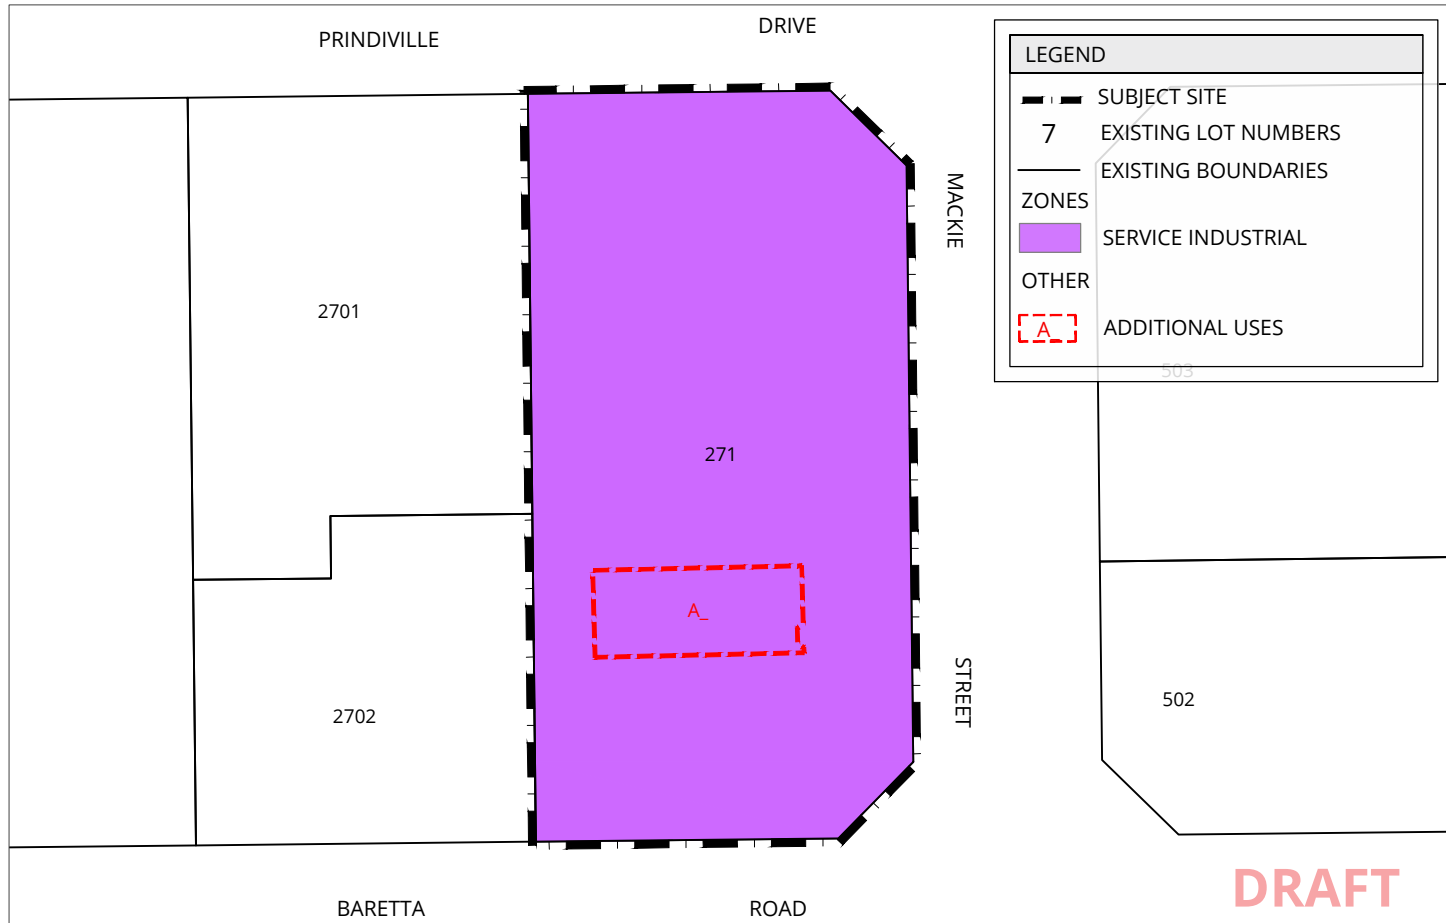 PRINDIVILLE DRIVE
LEGEND
SUBJECT SITE
7 EXISTING LOT NUMBERS
EXISTING BOUNDARIES
ZONES
SERVICE INDUSTRIAL
OTHER
A_ ADDITIONAL USES
503
MACKIE
2701
271
A_
STREET
502
2702
DRAFT
BARETTA ROAD